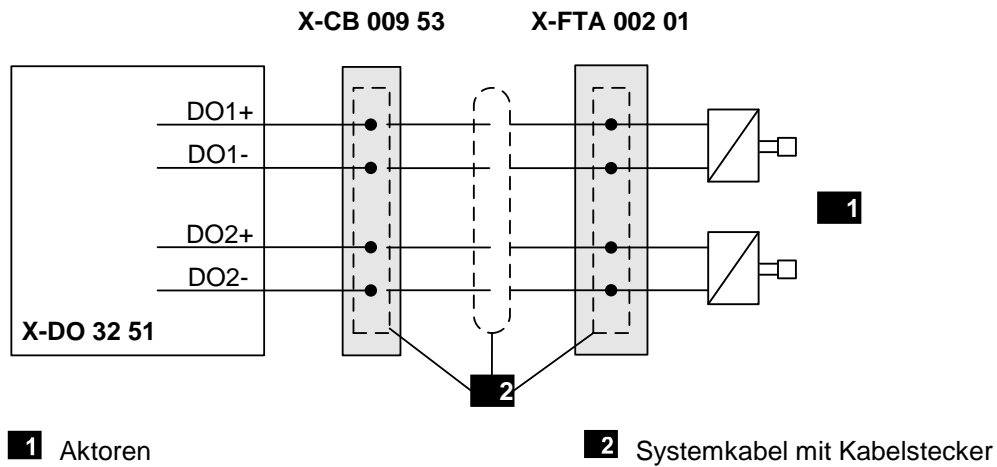 X-CB 009 53 X-FTA 002 01
DO1+
DO1-
DO2+
DO2-
X-DO 32 51
1
2
1 Aktoren
2 Systemkabel mit Kabelstecker